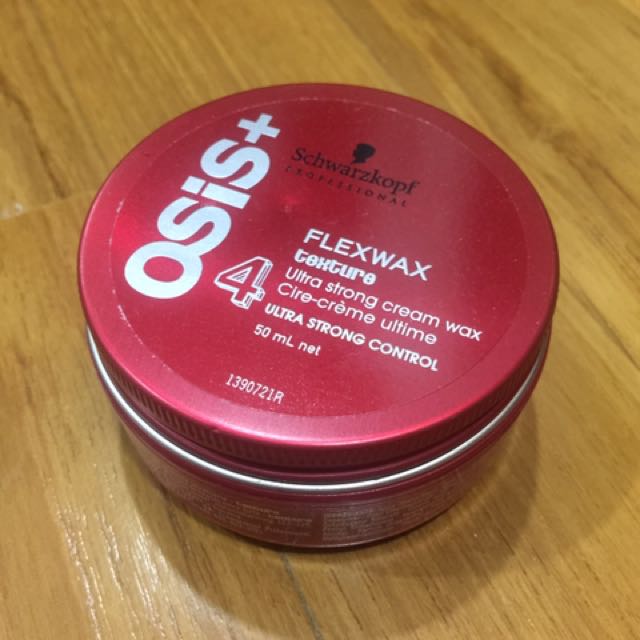 OSiS+
Schwarzkopf
PROFESSIONAL
FLEXWAX
texture
4
Ultra strong cream wax
Cire-crème ultime
ULTRA STRONG CONTROL
50 mL net
1390721R